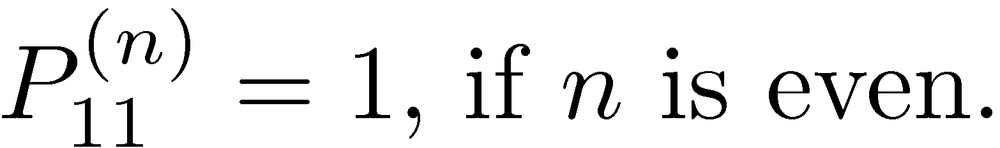 $P_{11}^{(n)} = 1$, if $n$ is even.